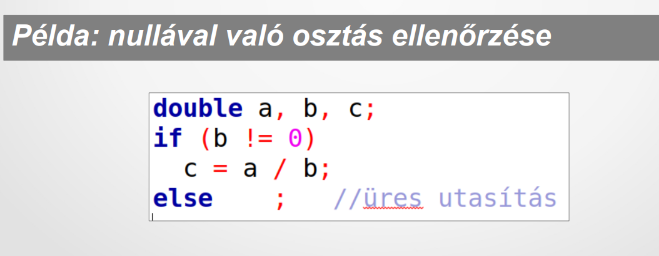 Példa: nullával való osztás ellenőrzése
double a, b, c;
if (b != 0)
c = a / b;
else ; //üres utasítás